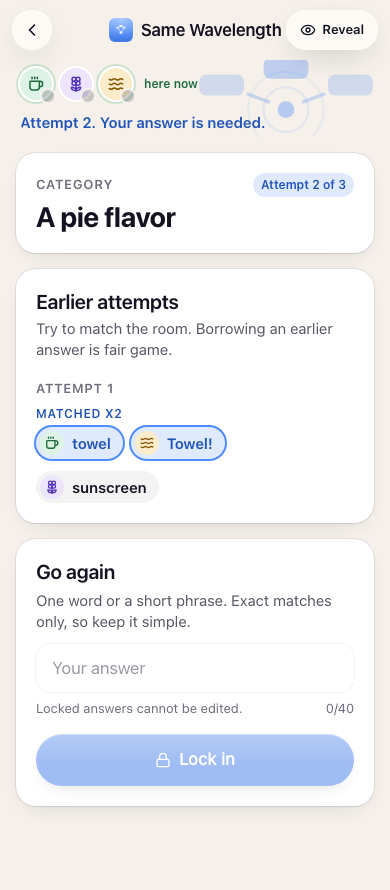 Same Wavelength
Reveal
here now
Attempt 2. Your answer is needed.
CATEGORY
Attempt 2 of 3
A pie flavor
Earlier attempts
Try to match the room. Borrowing an earlier
answer is fair game.
ATTEMPT 1
MATCHED X2
towel
Towel!
sunscreen
Go again
One word or a short phrase. Exact matches
only, so keep it simple.
Your answer
Locked answers cannot be edited.
0/40
Lock in